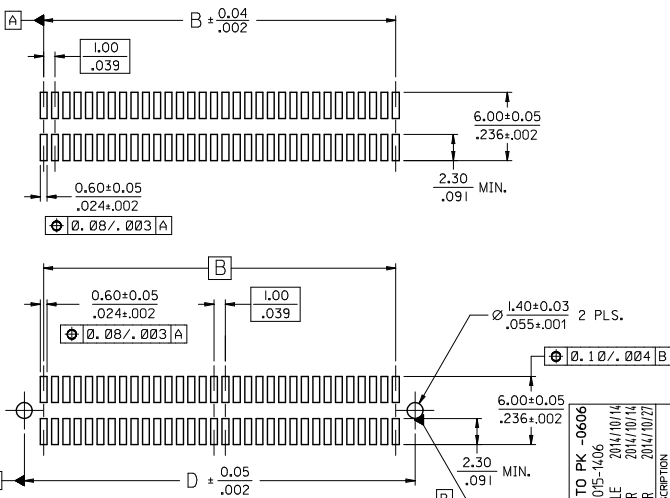 A
B ± 0.04
.002
1.00
.039
6.00±0.05
.236±.002
2.30 MIN.
.091
0.60±0.05
.024±.002
⌖ 0.08/.003 A
B
0.60±0.05
.024±.002
1.00
.039
⌖ 0.08/.003 A
Ø 1.40±0.03 2 PLS.
.055±.001
⌖ 0.10/.004 B
6.00±0.05
.236±.002
2.30 MIN.
.091
D ± 0.05
.002
B
TO PK -0606
015-1406
LE 2014/10/14
R 2014/10/14
R 2014/10/27
CRIPTION